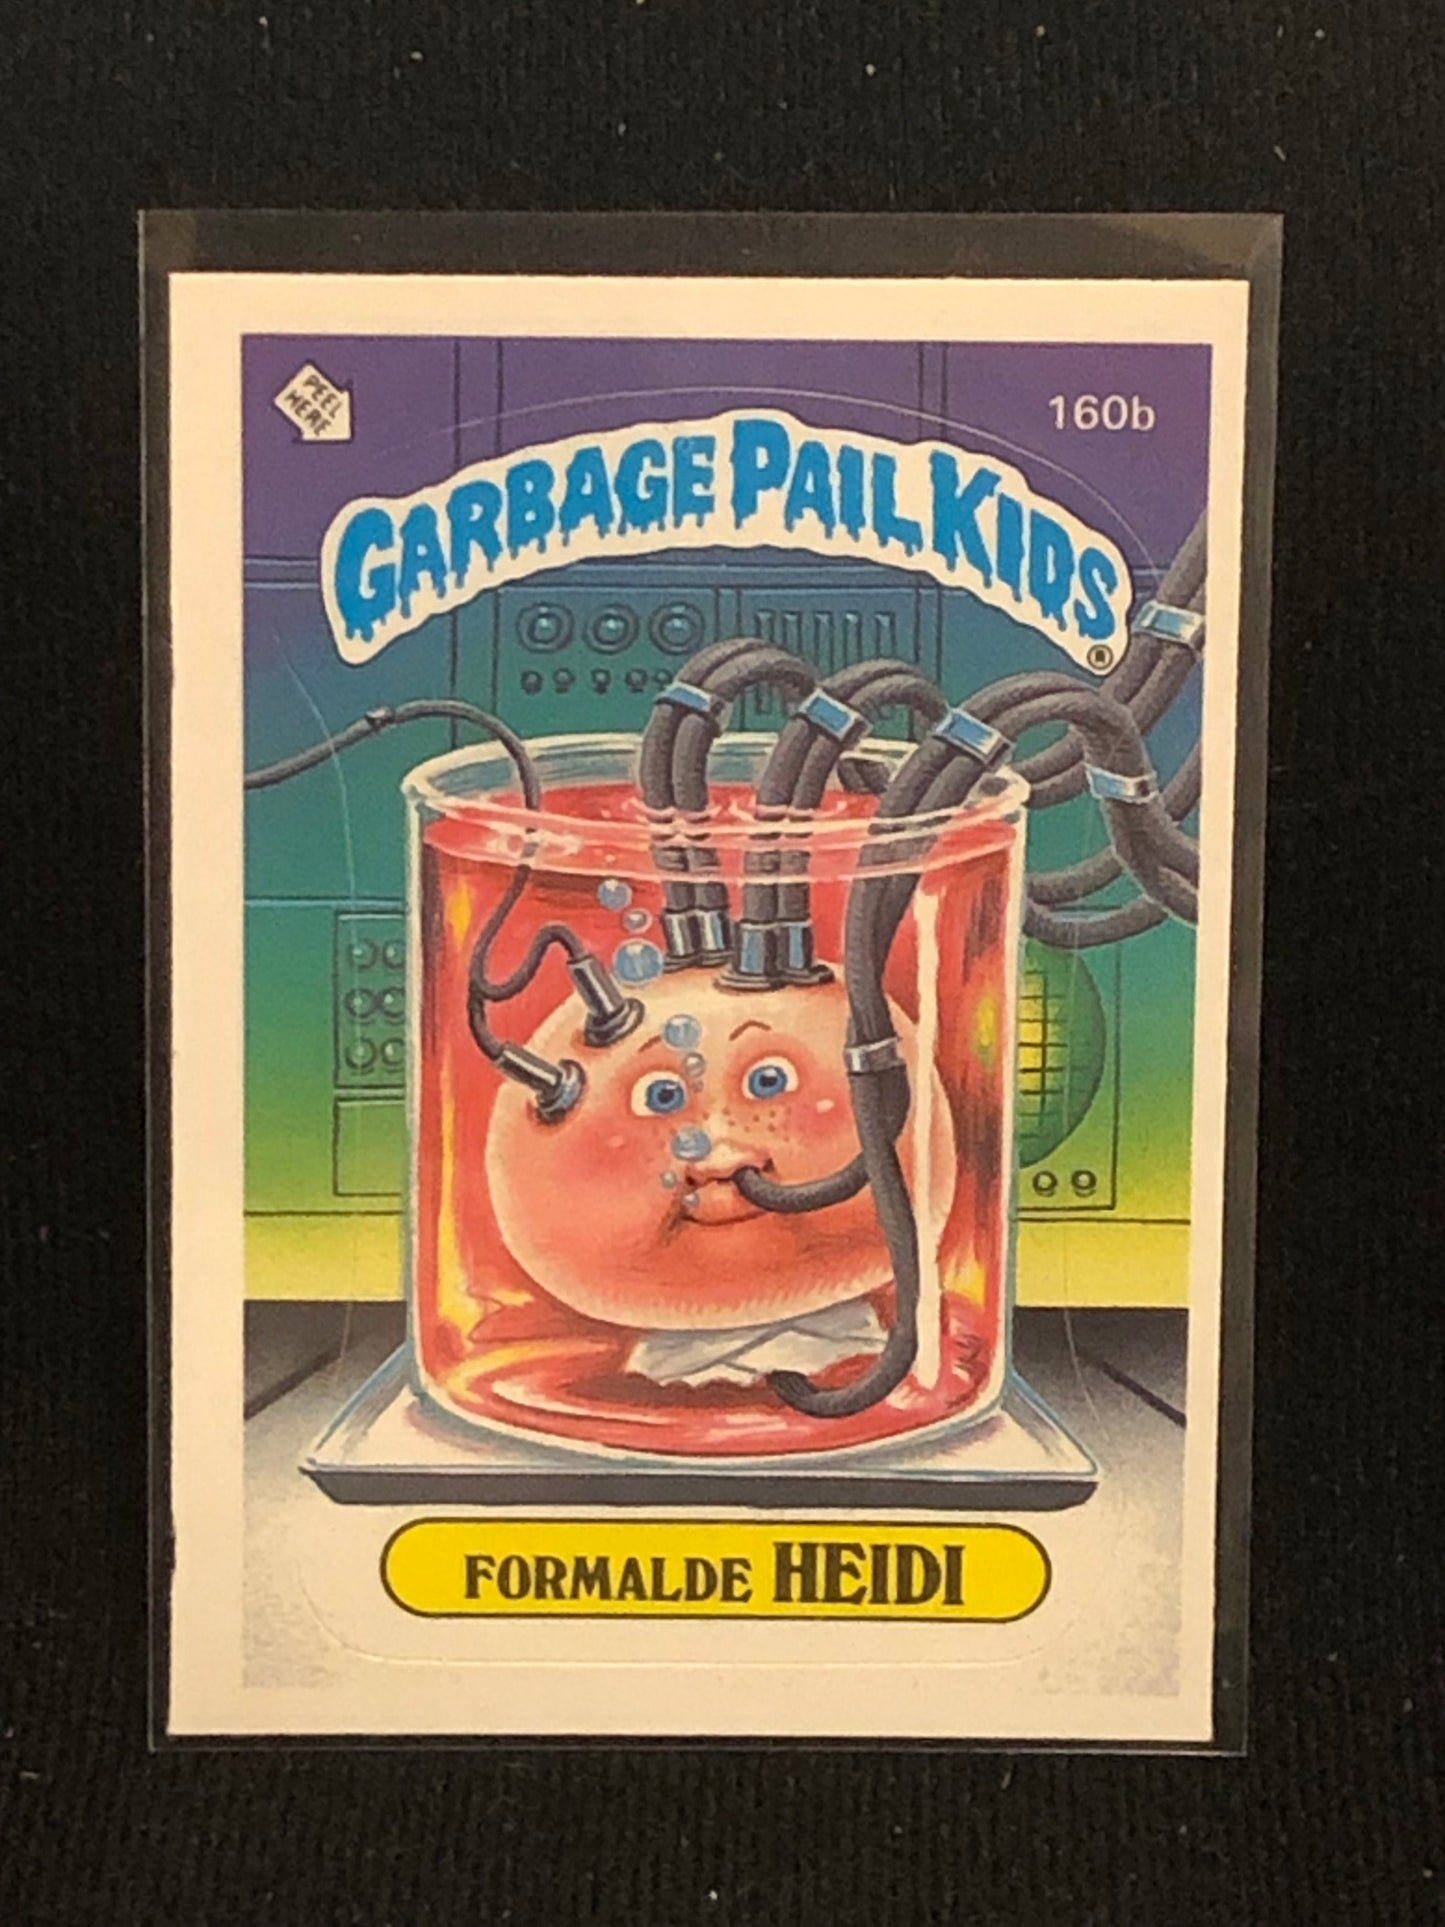 PEEL
HERE
160b
GARBAGE PAIL KIDS
®
FORMALDE HEIDI